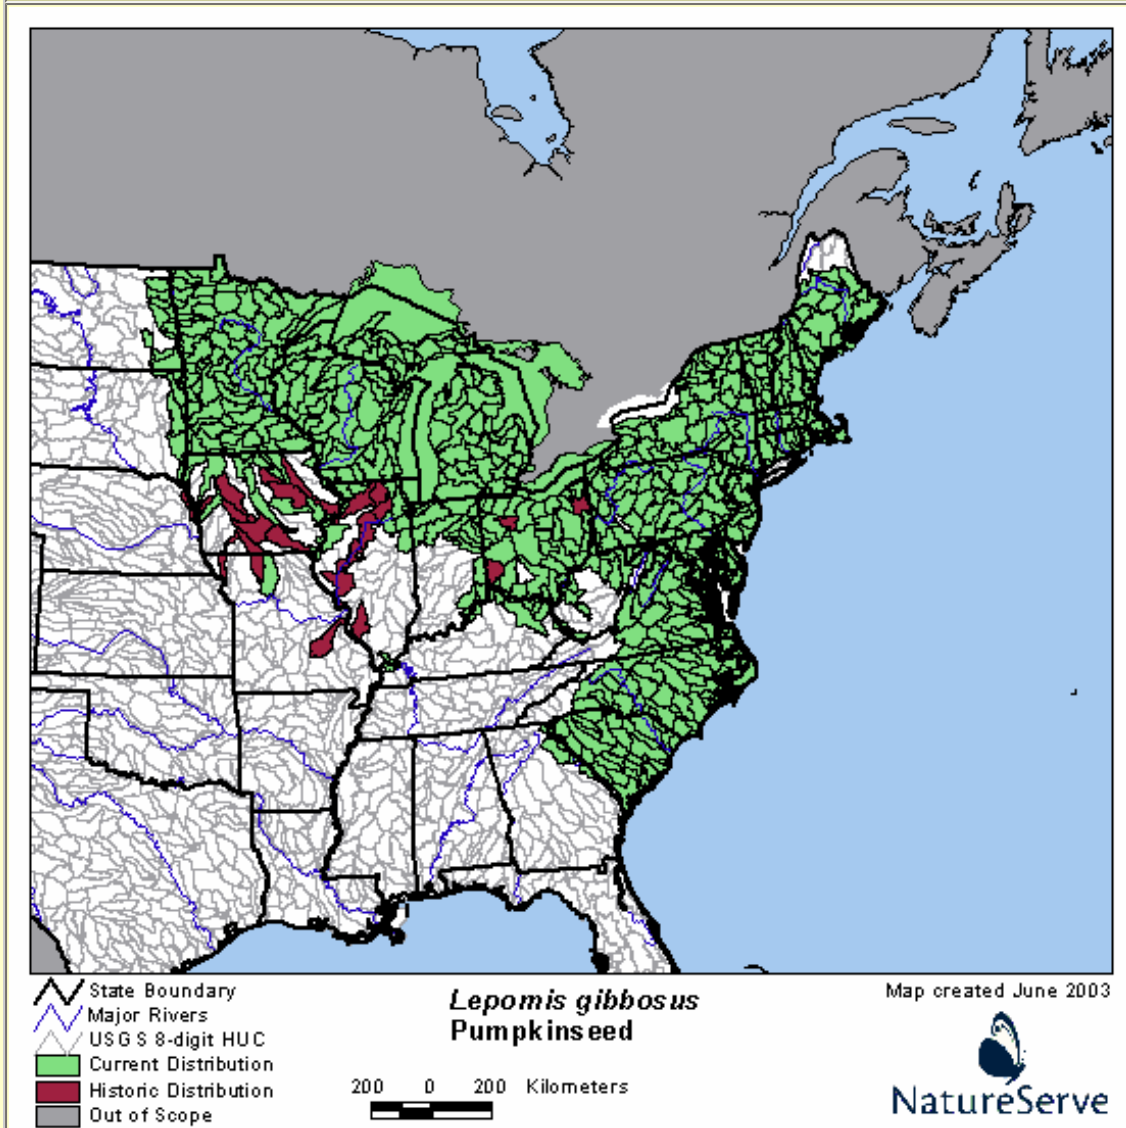 State Boundary
Major Rivers
USGS 8-digit HUC
Current Distribution
Historic Distribution
Out of Scope
Lepomis gibbosus
Pumpkinseed
200 0 200 Kilometers
Map created June 2003
NatureServe